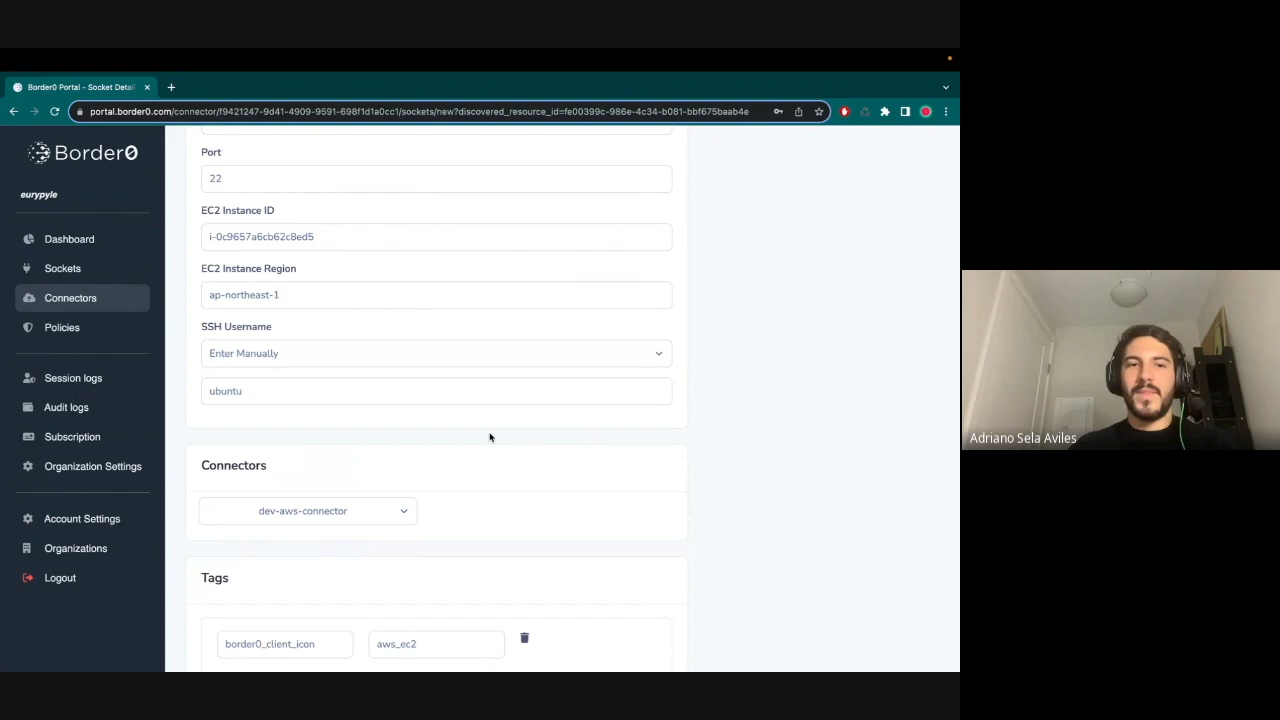 Border0 Portal - Socket Detai
portal.border0.com/connector/f9421247-9d41-4909-9591-698f1d1a0cc1/sockets/new?discovered_resource_id=fe00399c-986e-4c34-b081-bbf675baab4e
Border0
eurypyle
Dashboard
Sockets
Connectors
Policies
Session logs
Audit logs
Subscription
Organization Settings
Account Settings
Organizations
Logout
Port
22
EC2 Instance ID
i-0c9657a6cb62c8ed5
EC2 Instance Region
ap-northeast-1
SSH Username
Enter Manually
ubuntu
Connectors
dev-aws-connector
Tags
border0_client_icon
aws_ec2
Adriano Sela Aviles